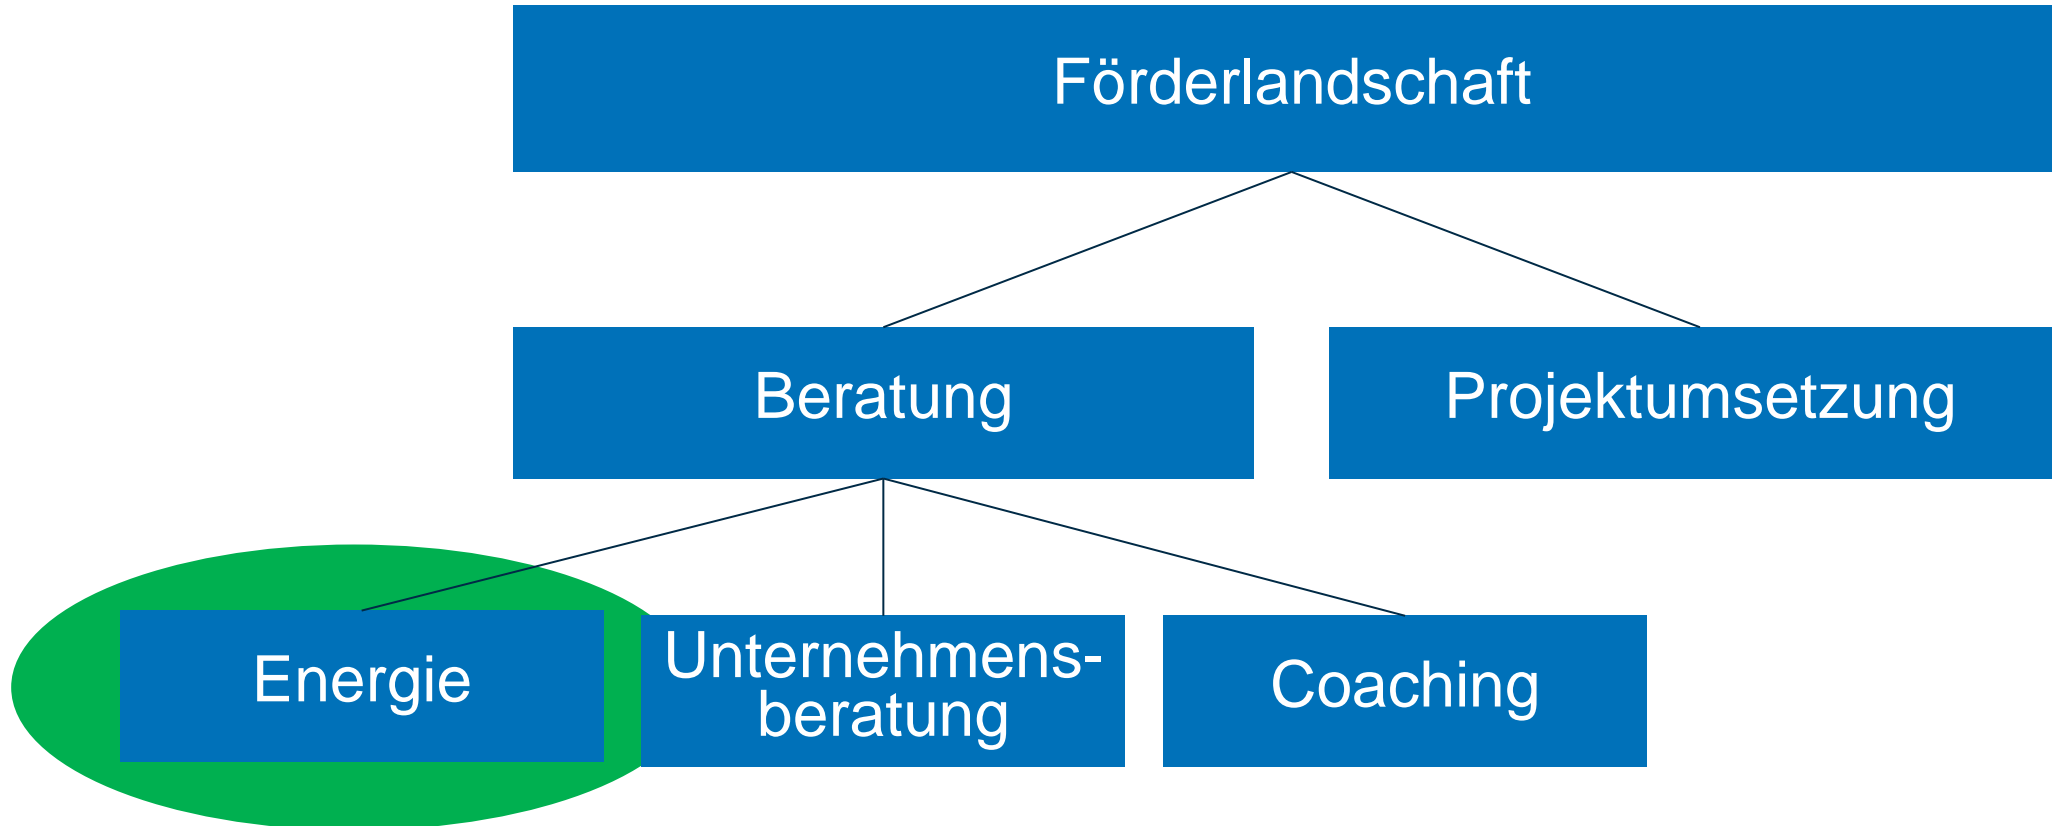 Förderlandschaft
Beratung
Projektumsetzung
Energie
Unternehmens-
beratung
Coaching